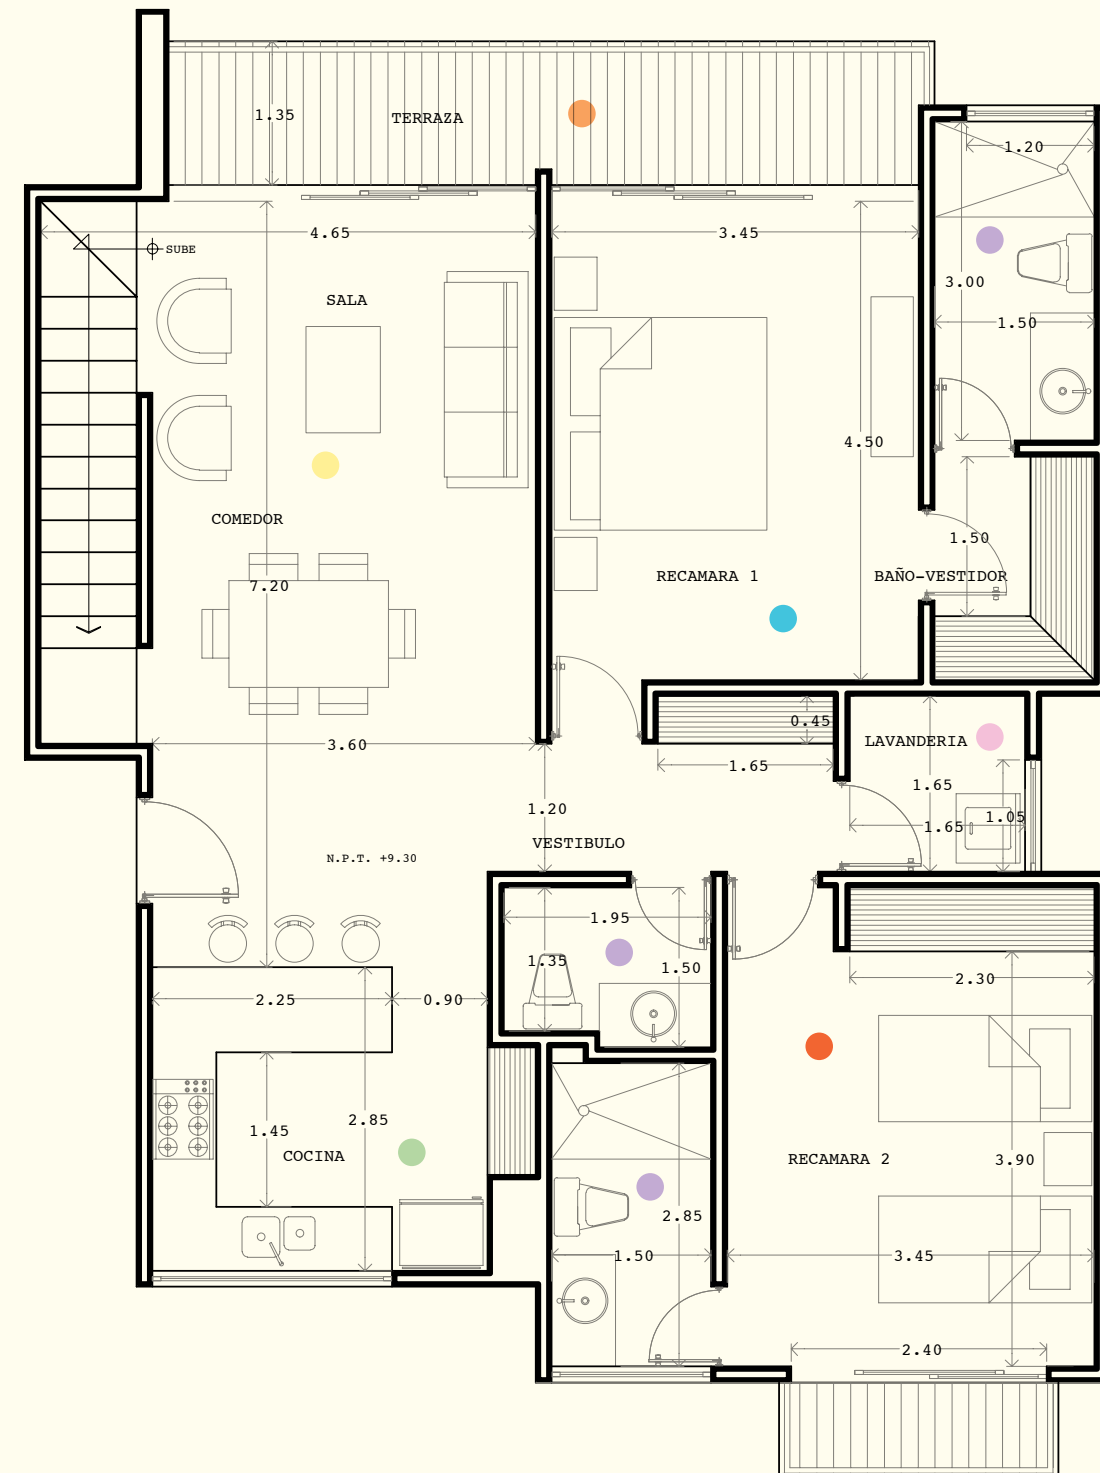 1.35
TERRAZA
1.20
4.65
3.45
SUBE
3.00
SALA
1.50
4.50
COMEDOR
1.50
7.20
RECAMARA 1
BAÑO-VESTIDOR
0.45
3.60
LAVANDERIA
1.65
1.65
1.20
1.05
1.65
VESTIBULO
N.P.T. +9.30
1.95
1.35
1.50
2.30
2.25
0.90
2.85
1.45
COCINA
RECAMARA 2
3.90
2.85
1.50
3.45
2.40